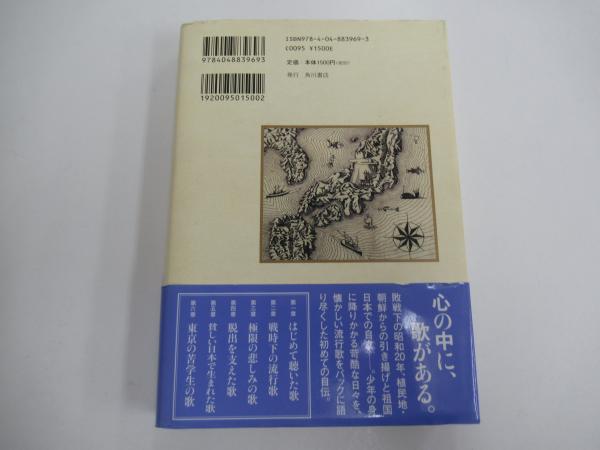 ISBN978-4-04-883969-3
C0095 ¥1500E
定価:本体1500円(税別)
発行 角川書店
9784048839693
1920095015002
心の中に、
歌がある。
敗戦下の昭和20年、植民地・
朝鮮からの引き揚げと祖国
日本での自 。少年の身
に降りかかる苛酷な日々を、
懐かしい流行歌をバックに語
り尽くした初めての自伝。
第一章 はじめて聴いた歌
第二章 戦時下の流行歌
第三章 極限の悲しみの歌
第四章 脱出を支えた歌
第五章 貧しい日本で生まれた歌
第六章 東京の苦学生の歌